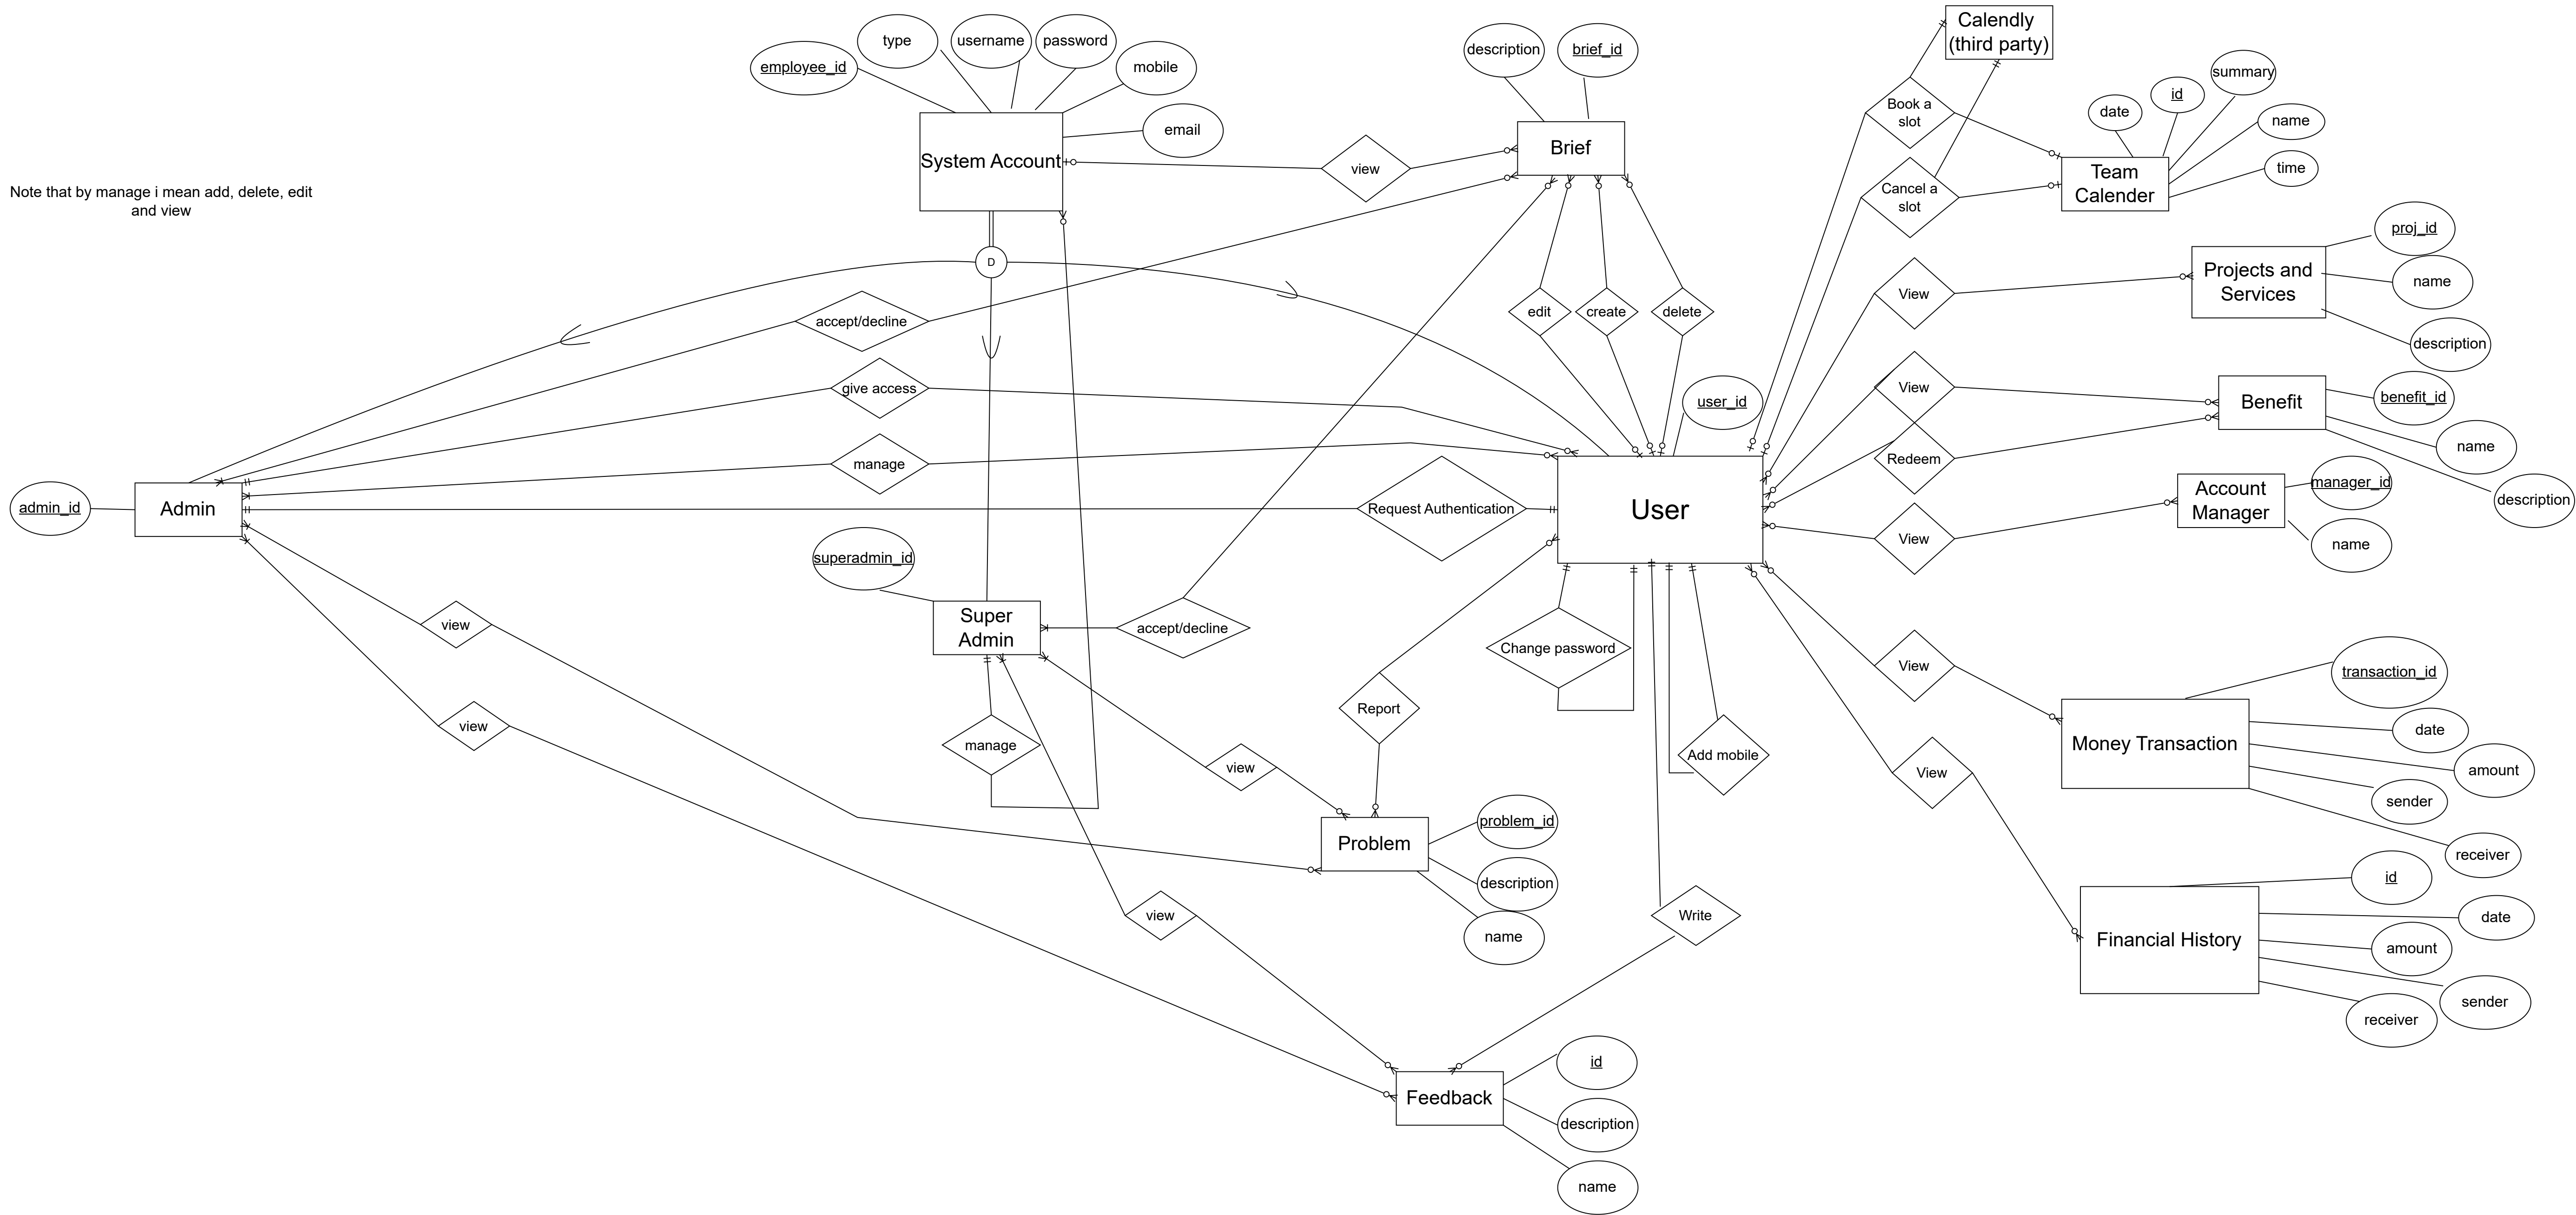 Calendly
(third party)
type
username
password
employee_id
mobile
email
System Account
description
brief_id
Brief
view
Book a
slot
Cancel a
slot
date
id
summary
name
time
Team
Calender
Note that by manage i mean add, delete, edit
and view
D
accept/decline
give access
manage
edit
create
delete
user_id
View
proj_id
name
description
Projects and
Services
View
Redeem
Benefit
benefit_id
name
description
admin_id
Admin
Request Authentication
User
View
Account
Manager
manager_id
name
superadmin_id
Super
Admin
accept/decline
view
view
manage
view
Report
Change password
Add mobile
View
View
transaction_id
Money Transaction
date
amount
sender
receiver
Problem
problem_id
description
name
view
Write
id
Financial History
date
amount
sender
receiver
Feedback
id
description
name